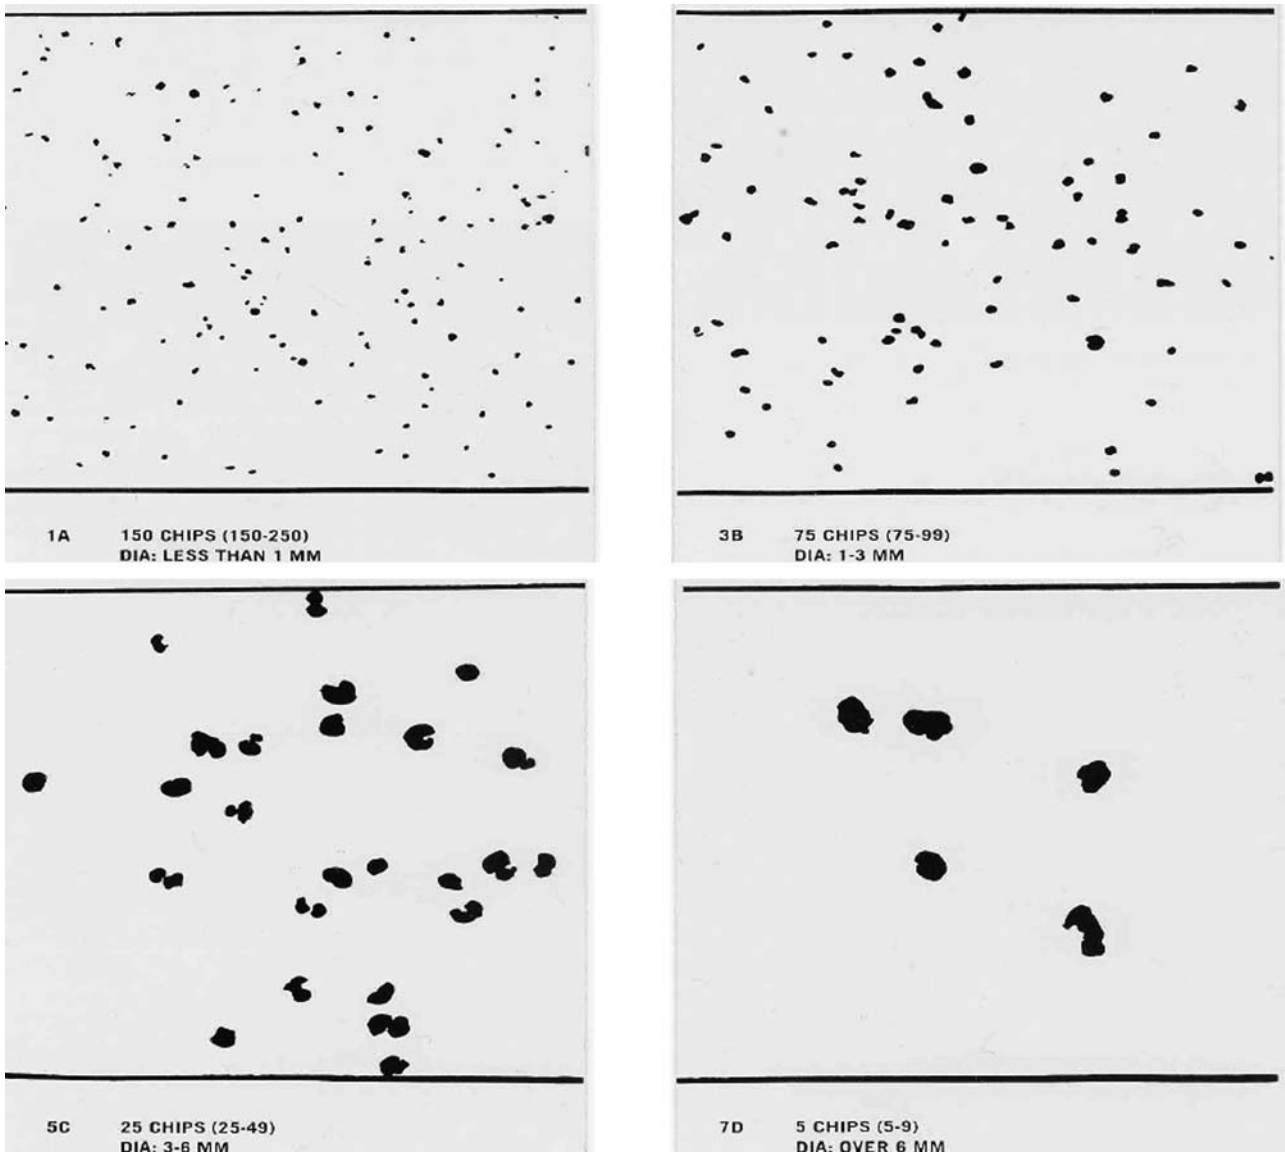 1A 150 CHIPS (150-250)
DIA: LESS THAN 1 MM
3B 75 CHIPS (75-99)
DIA: 1-3 MM
5C 25 CHIPS (25-49)
DIA: 3-6 MM
7D 5 CHIPS (5-9)
DIA: OVER 6 MM